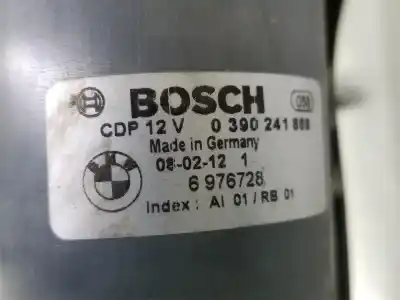 BOSCH
CDP 12 V 0 390 241
Made in Germany
08-02-12 1
BMW
6 976728
Index : AI 01 / RB 01